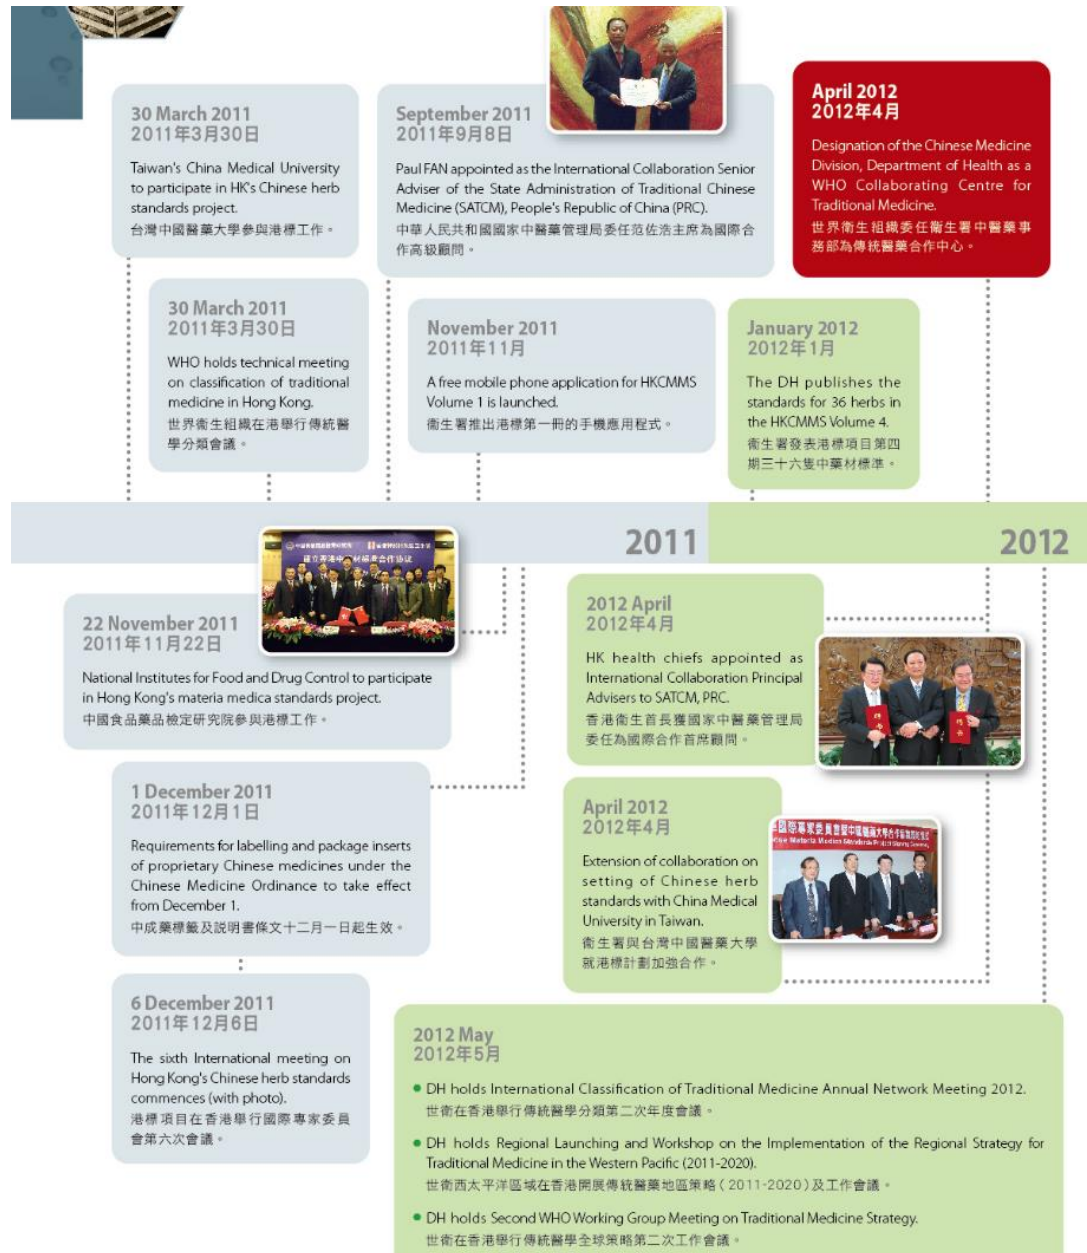 30 March 2011
2011年3月30日
Taiwan's China Medical University
to participate in HK's Chinese herb
standards project.
台灣中國醫藥大學參與港標工作。
September 2011
2011年9月8日
Paul FAN appointed as the International Collaboration Senior
Adviser of the State Administration of Traditional Chinese
Medicine (SATCM), People's Republic of China (PRC).
中華人民共和國國家中醫藥管理局委任范佐浩主席為國際合
作高級顧問。
April 2012
2012年4月
Designation of the Chinese Medicine
Division, Department of Health as a
WHO Collaborating Centre for
Traditional Medicine.
世界衞生組織委任衞生署中醫藥事
務部為傳統醫藥合作中心。
30 March 2011
2011年3月30日
WHO holds technical meeting
on classification of traditional
medicine in Hong Kong.
世界衞生組織在港舉行傳統醫
學分類會議。
November 2011
2011年11月
A free mobile phone application for HKCMMS
Volume 1 is launched.
衞生署推出港標第一冊的手機應用程式。
January 2012
2012年1月
The DH publishes the
standards for 36 herbs in
the HKCMMS Volume 4.
衞生署發表港標項目第四
期三十六隻中藥材標準。
2011
2012
22 November 2011
2011年11月22日
National Institutes for Food and Drug Control to participate
in Hong Kong's materia medica standards project.
中國食品藥品檢定研究院參與港標工作。
2012 April
2012年4月
HK health chiefs appointed as
International Collaboration Principal
Advisers to SATCM, PRC.
香港衞生首長獲國家中醫藥管理局
委任為國際合作首席顧問。
1 December 2011
2011年12月1日
Requirements for labelling and package inserts
of proprietary Chinese medicines under the
Chinese Medicine Ordinance to take effect
from December 1.
中成藥標籤及說明書條文十二月一日起生效。
April 2012
2012年4月
Extension of collaboration on
setting of Chinese herb
standards with China Medical
University in Taiwan.
衞生署與台灣中國醫藥大學
就港標計劃加強合作。
6 December 2011
2011年12月6日
The sixth International meeting on
Hong Kong's Chinese herb standards
commences (with photo).
港標項目在香港舉行國際專家委員
會第六次會議。
2012 May
2012年5月
● DH holds International Classification of Traditional Medicine Annual Network Meeting 2012.
世衞在香港舉行傳統醫學分類第二次年度會議。
● DH holds Regional Launching and Workshop on the Implementation of the Regional Strategy for
Traditional Medicine in the Western Pacific (2011-2020).
世衞西太平洋區域在香港開展傳統醫藥地區策略（2011-2020）及工作會議。
● DH holds Second WHO Working Group Meeting on Traditional Medicine Strategy.
世衞在香港舉行傳統醫學全球策略第二次工作會議。